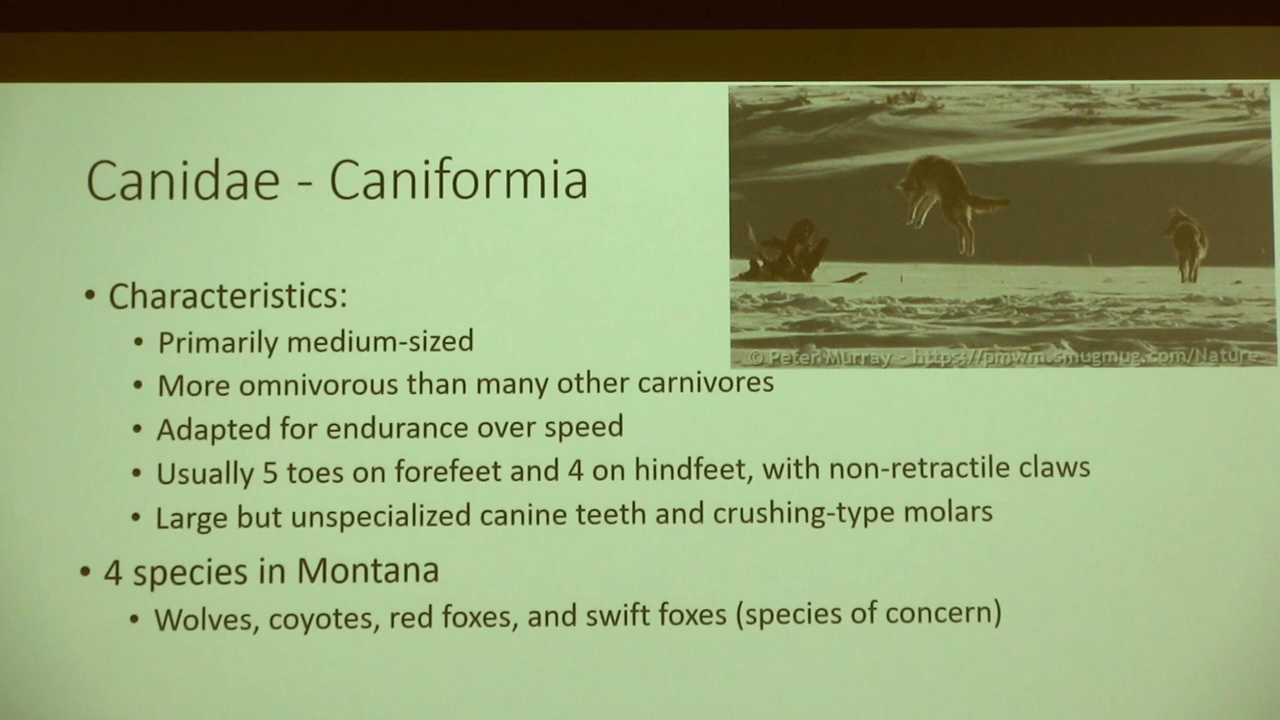 Canidae - Caniformia
© Peter Murray - https://pmwm.smugmug.com/Nature
• Characteristics:
• Primarily medium-sized
• More omnivorous than many other carnivores
• Adapted for endurance over speed
• Usually 5 toes on forefeet and 4 on hindfeet, with non-retractile claws
• Large but unspecialized canine teeth and crushing-type molars
• 4 species in Montana
• Wolves, coyotes, red foxes, and swift foxes (species of concern)